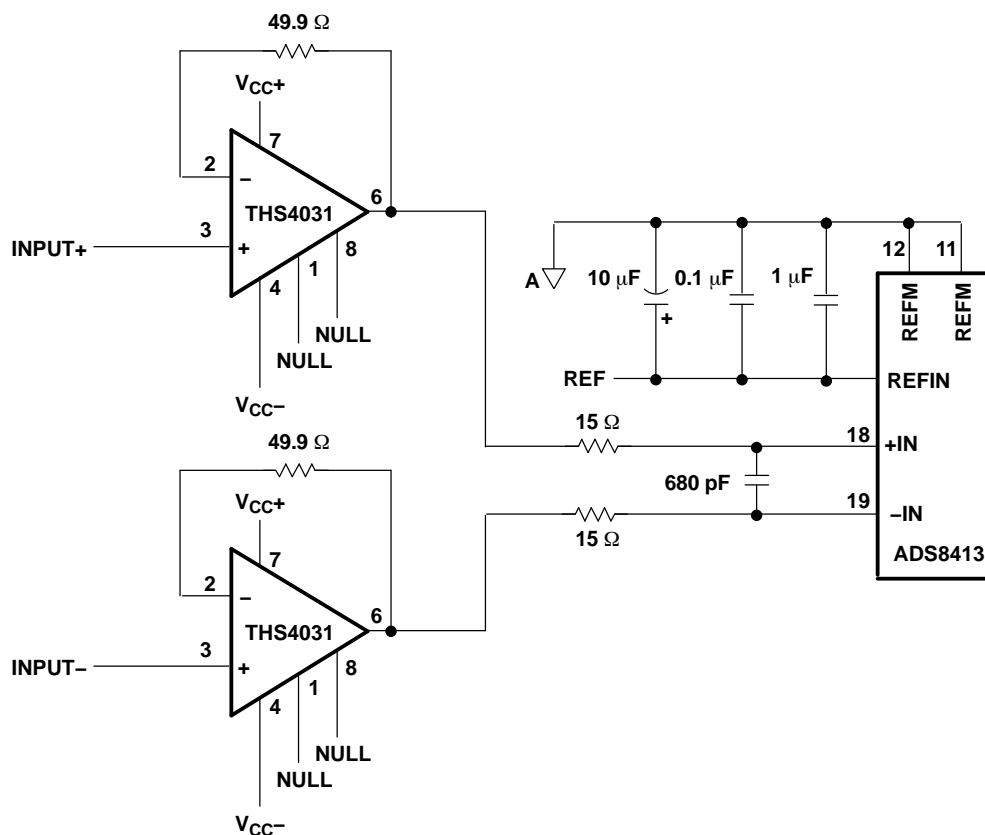 49.9 Ω
VCC+
7
2
−
THS4031
6
3
INPUT+
+
8
1
4
NULL
NULL
VCC−
12
11
A
10 μF
0.1 μF
1 μF
+
REFM
REFM
REF
REFIN
15 Ω
18
+IN
680 pF
19
−IN
15 Ω
ADS8413
49.9 Ω
VCC+
7
2
−
THS4031
6
3
INPUT−
+
8
1
4
NULL
NULL
VCC−